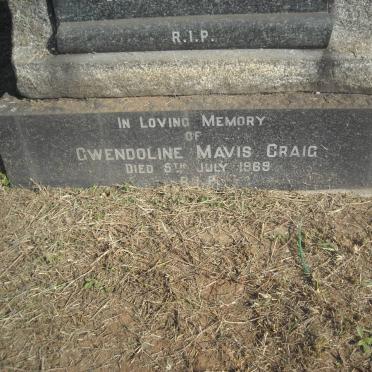 R.I.P.
IN LOVING MEMORY
OF
GWENDOLINE MAVIS CRAIG
DIED 5TH JULY 1969
R.I.P.